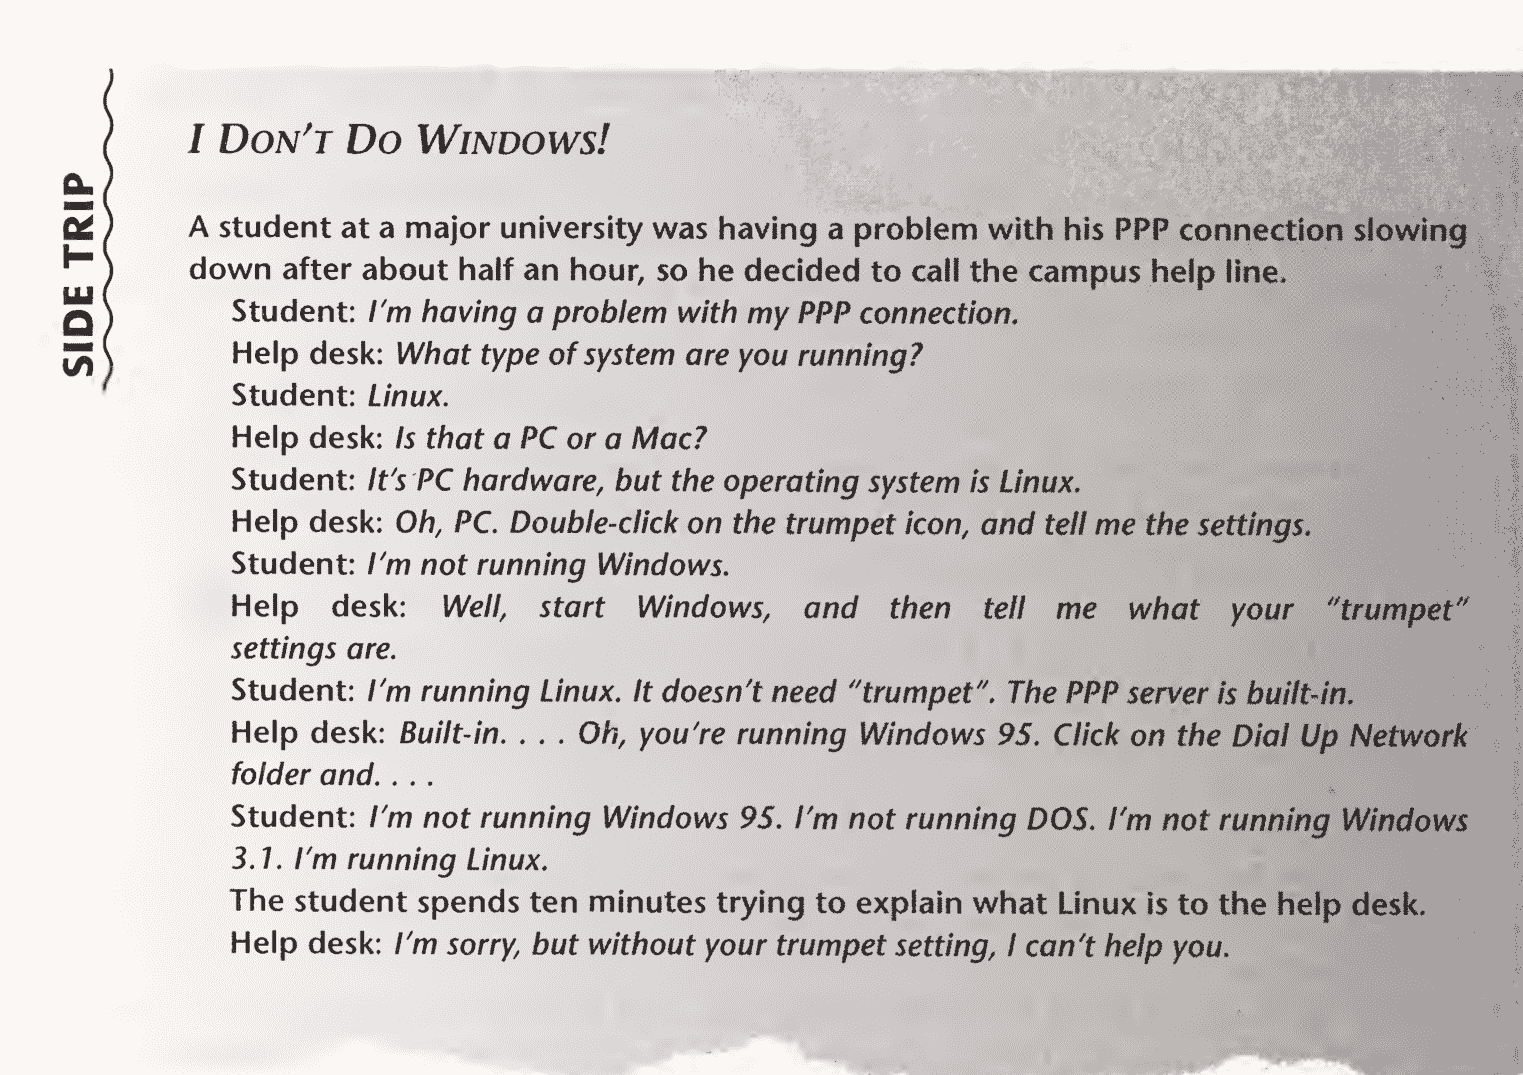 SIDE TRIP
I DON'T DO WINDOWS!
A student at a major university was having a problem with his PPP connection slowing
down after about half an hour, so he decided to call the campus help line.
Student: I'm having a problem with my PPP connection.
Help desk: What type of system are you running?
Student: Linux.
Help desk: Is that a PC or a Mac?
Student: It's PC hardware, but the operating system is Linux.
Help desk: Oh, PC. Double-click on the trumpet icon, and tell me the settings.
Student: I'm not running Windows.
Help desk: Well, start Windows, and then tell me what your "trumpet"
settings are.
Student: I'm running Linux. It doesn't need "trumpet". The PPP server is built-in.
Help desk: Built-in. . . . Oh, you're running Windows 95. Click on the Dial Up Network
folder and. . . .
Student: I'm not running Windows 95. I'm not running DOS. I'm not running Windows
3.1. I'm running Linux.
The student spends ten minutes trying to explain what Linux is to the help desk.
Help desk: I'm sorry, but without your trumpet setting, I can't help you.